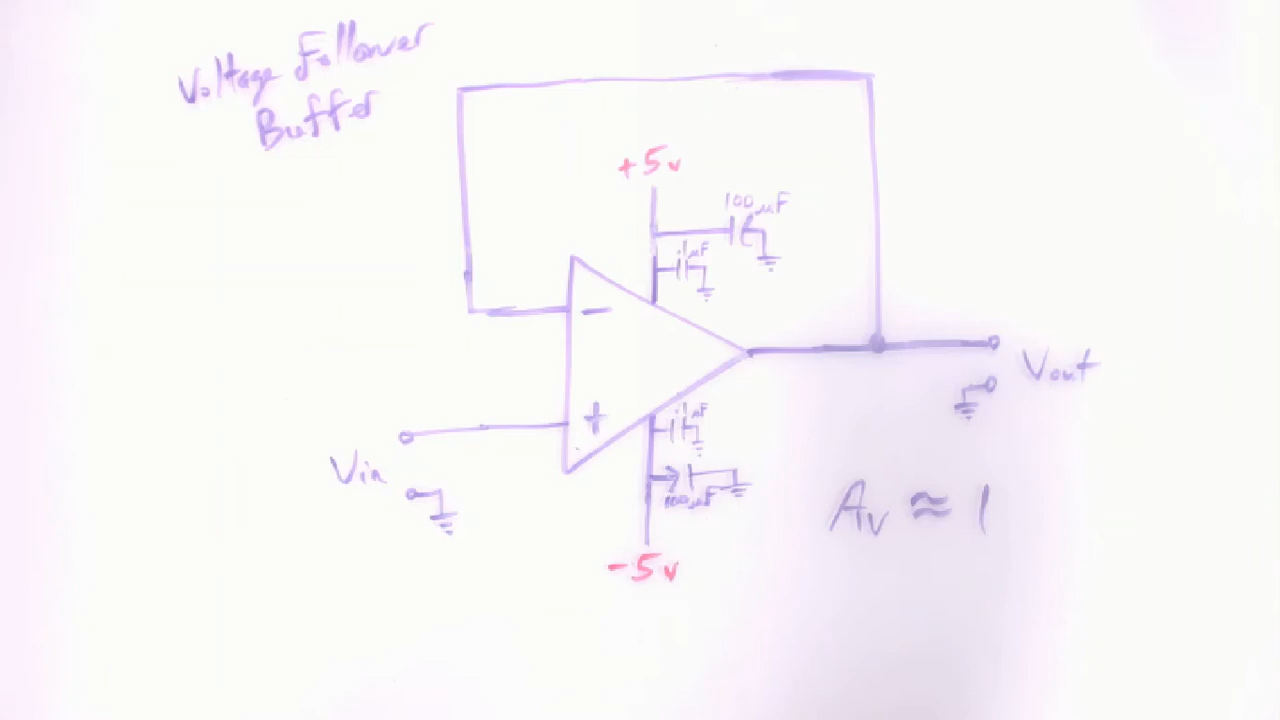 Voltage Follower
Buffer
+5v
100µF
.1µF
-
+
Vin
Vout
.1µF
100µF
-5v
Av ≈ 1